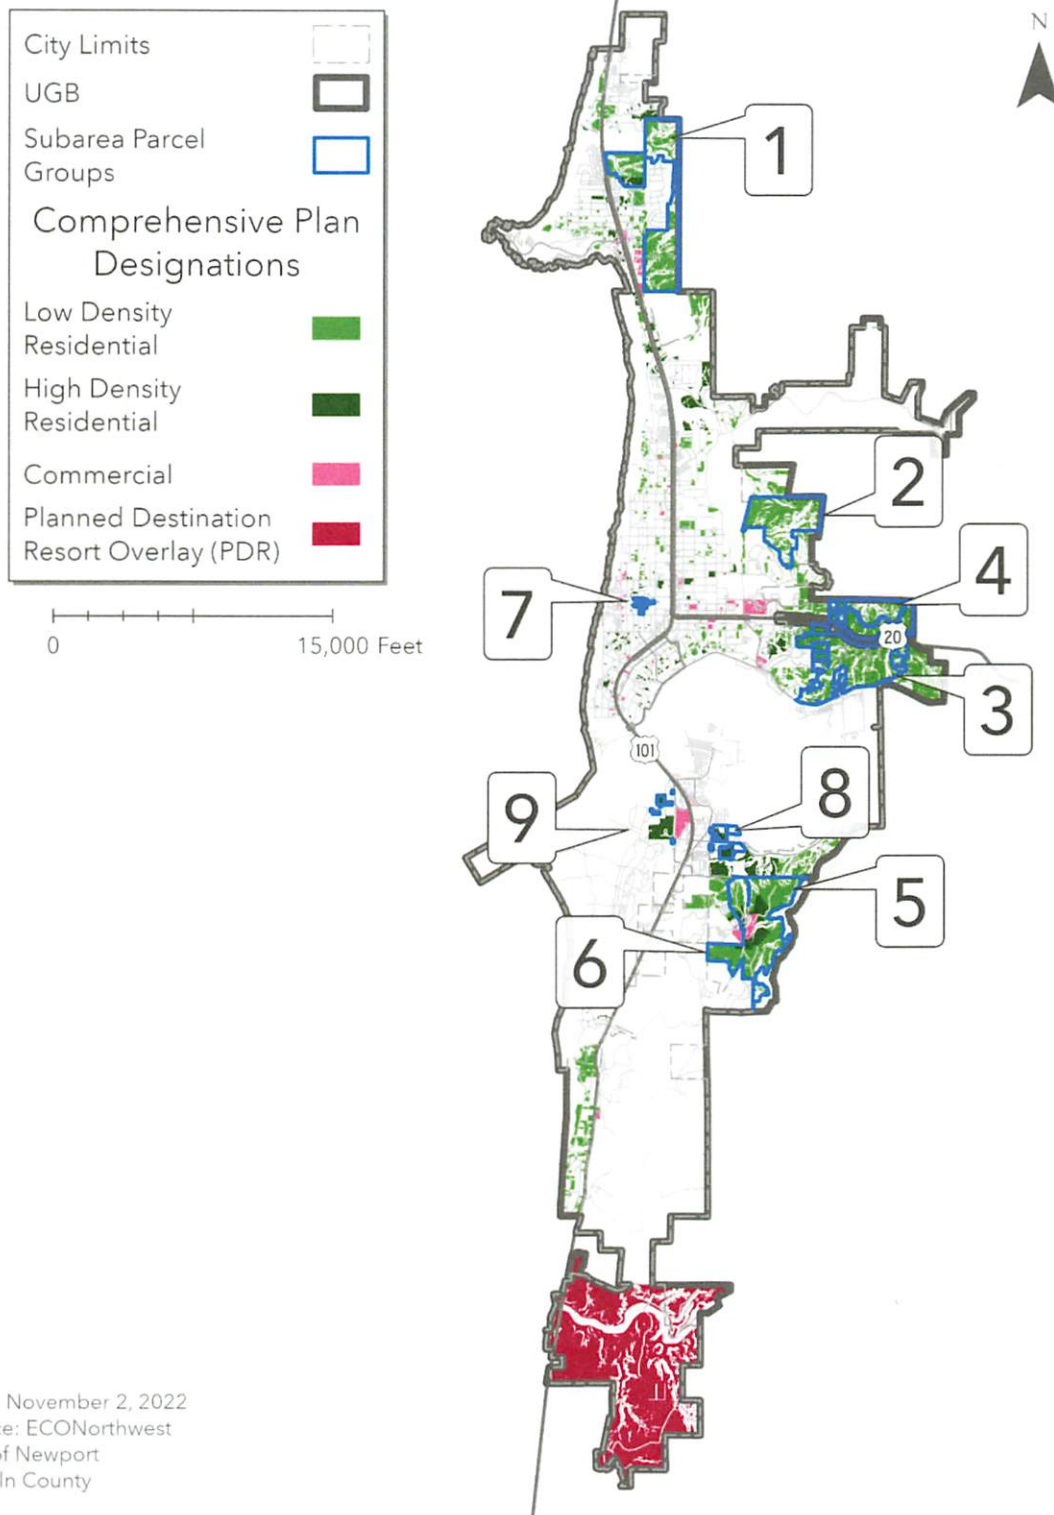 City Limits
UGB
Subarea Parcel
Groups
Comprehensive Plan
Designations
Low Density
Residential
High Density
Residential
Commercial
Planned Destination
Resort Overlay (PDR)
0 15,000 Feet
N
1
2
4
7
20
3
101
8
9
5
6
November 2, 2022
e: ECONorthwest
of Newport
ln County